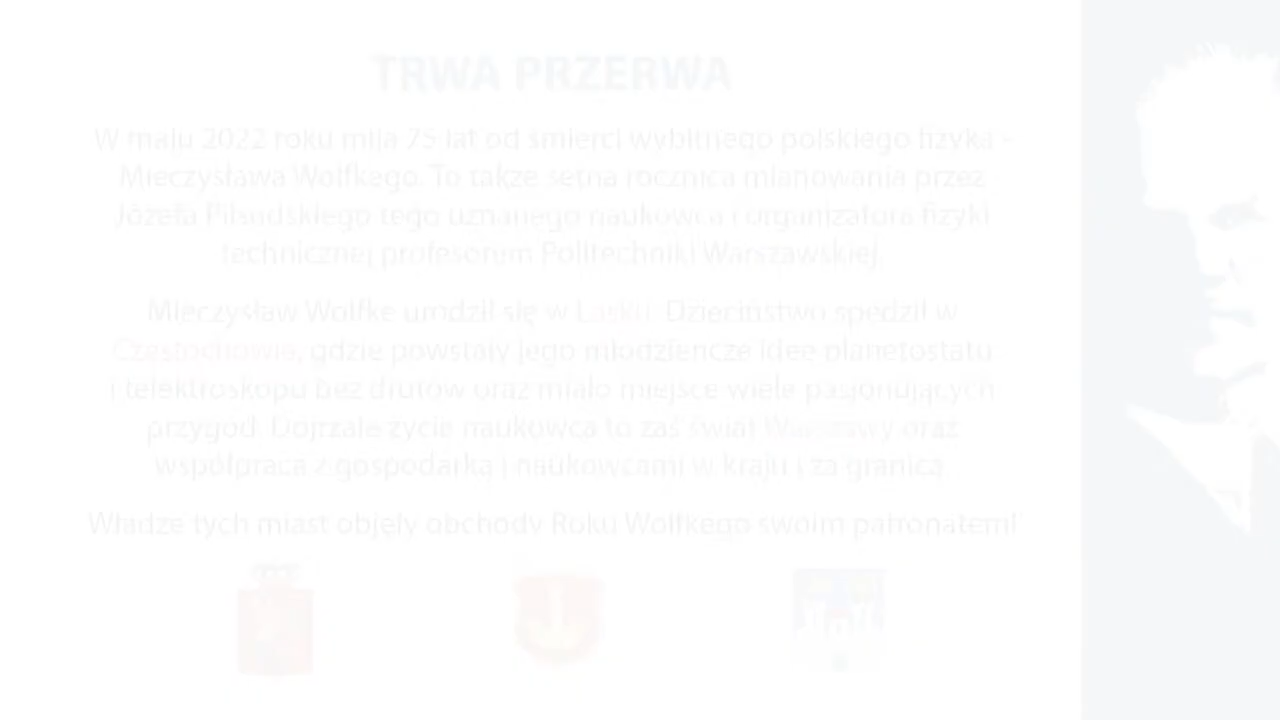 TRWA PRZERWA
W maju 2022 roku mija 75 lat od śmierci wybitnego polskiego fizyka –
Mieczysława Wolfkego. To także setna rocznica mianowania przez
Józefa Piłsudskiego tego uznanego naukowca i organizatora fizyki
technicznej profesorem Politechniki Warszawskiej.
Mieczysław Wolfke urodził się w Łasku. Dzieciństwo spędził w
Częstochowie, gdzie powstały jego młodzieńcze idee planetostatu
i telektroskopu bez drutów oraz miało miejsce wiele pasjonujących
przygód. Dojrzałe życie naukowca to zaś świat Warszawy oraz
współpraca z gospodarką i naukowcami w kraju i za granicą.
Władze tych miast objęły obchody Roku Wolfkego swoim patronatem!